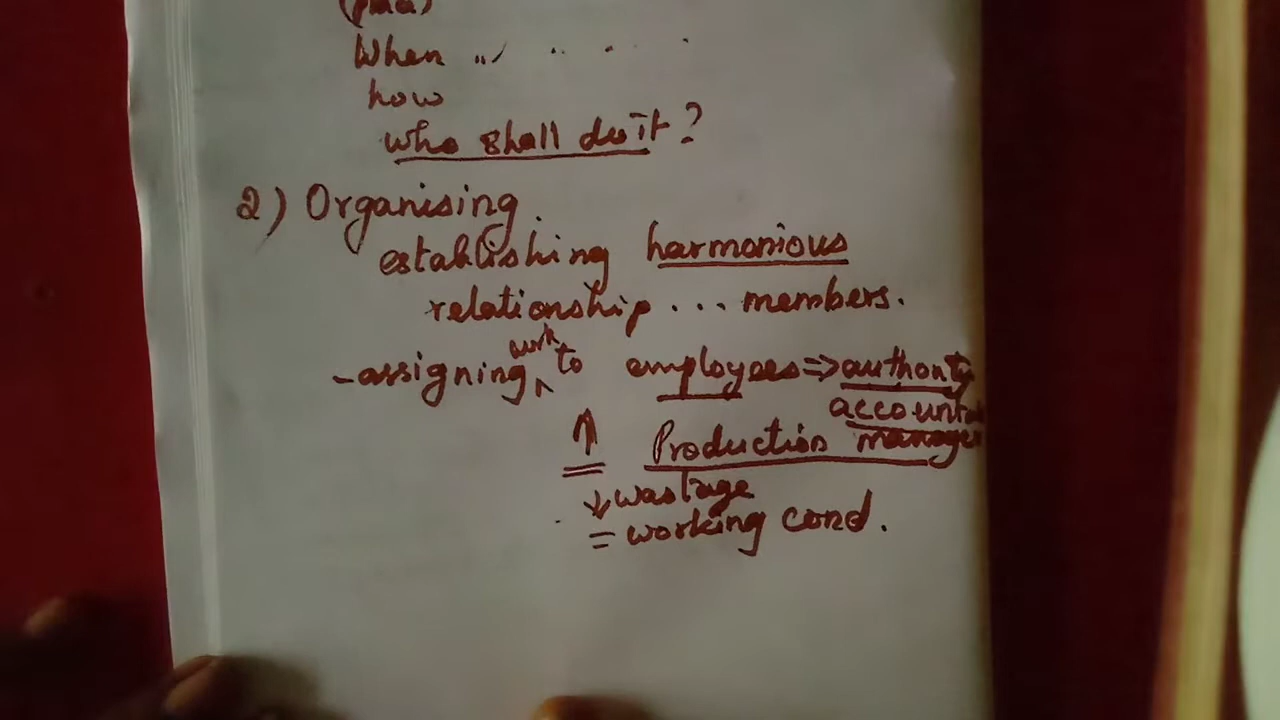 When 〃
how
who shall do it?
2) Organising.
establishing harmonious
relationship ... members.
-assigning work to employees => authority
accounta
↑ Production manager
↓ wastage
= working cond.